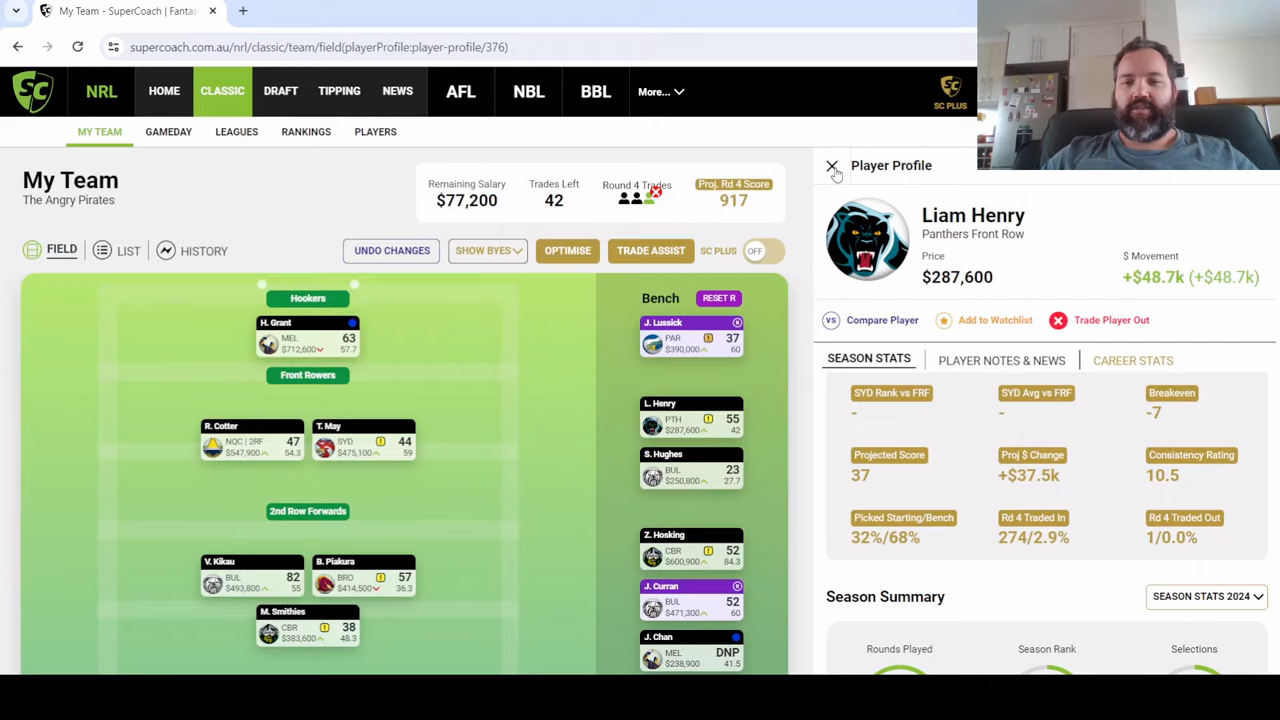 My Team - SuperCoach | Fantas
supercoach.com.au/nrl/classic/team/field(playerProfile:player-profile/376)
SC
NRL
HOME
CLASSIC
DRAFT
TIPPING
NEWS
AFL
NBL
BBL
More...
SC PLUS
MY TEAM
GAMEDAY
LEAGUES
RANKINGS
PLAYERS
My Team
The Angry Pirates
Remaining Salary
$77,200
Trades Left
42
Round 4 Trades
Proj. Rd 4 Score
917
FIELD
LIST
HISTORY
UNDO CHANGES
SHOW BYES
OPTIMISE
TRADE ASSIST
SC PLUS
OFF
Hookers
H. Grant
MEL 63
$712,600 57.7
Front Rowers
R. Cotter
NQC | 2RF 47
$547,900 54.3
T. May
SYD 44
$475,100 59
2nd Row Forwards
V. Kikau
BUL 82
$493,800 55
B. Piakura
BRO 57
$414,500 36.3
M. Smithies
CBR 38
$383,600 48.3
Bench
RESET R
J. Lussick
PAR 37
$390,000 60
L. Henry
PTH 55
$287,600 42
S. Hughes
BUL 23
$250,800 27.7
Z. Hosking
CBR 52
$600,900 84.3
J. Curran
BUL 52
$471,300 60
J. Chan
MEL DNP
$238,900 41.5
Player Profile
Liam Henry
Panthers Front Row
Price
$287,600
$ Movement
+$48.7k (+$48.7k)
VS Compare Player
Add to Watchlist
Trade Player Out
SEASON STATS
PLAYER NOTES & NEWS
CAREER STATS
SYD Rank vs FRF
-
SYD Avg vs FRF
-
Breakeven
-7
Projected Score
37
Proj $ Change
+$37.5k
Consistency Rating
10.5
Picked Starting/Bench
32%/68%
Rd 4 Traded In
274/2.9%
Rd 4 Traded Out
1/0.0%
Season Summary
SEASON STATS 2024
Rounds Played
Season Rank
Selections